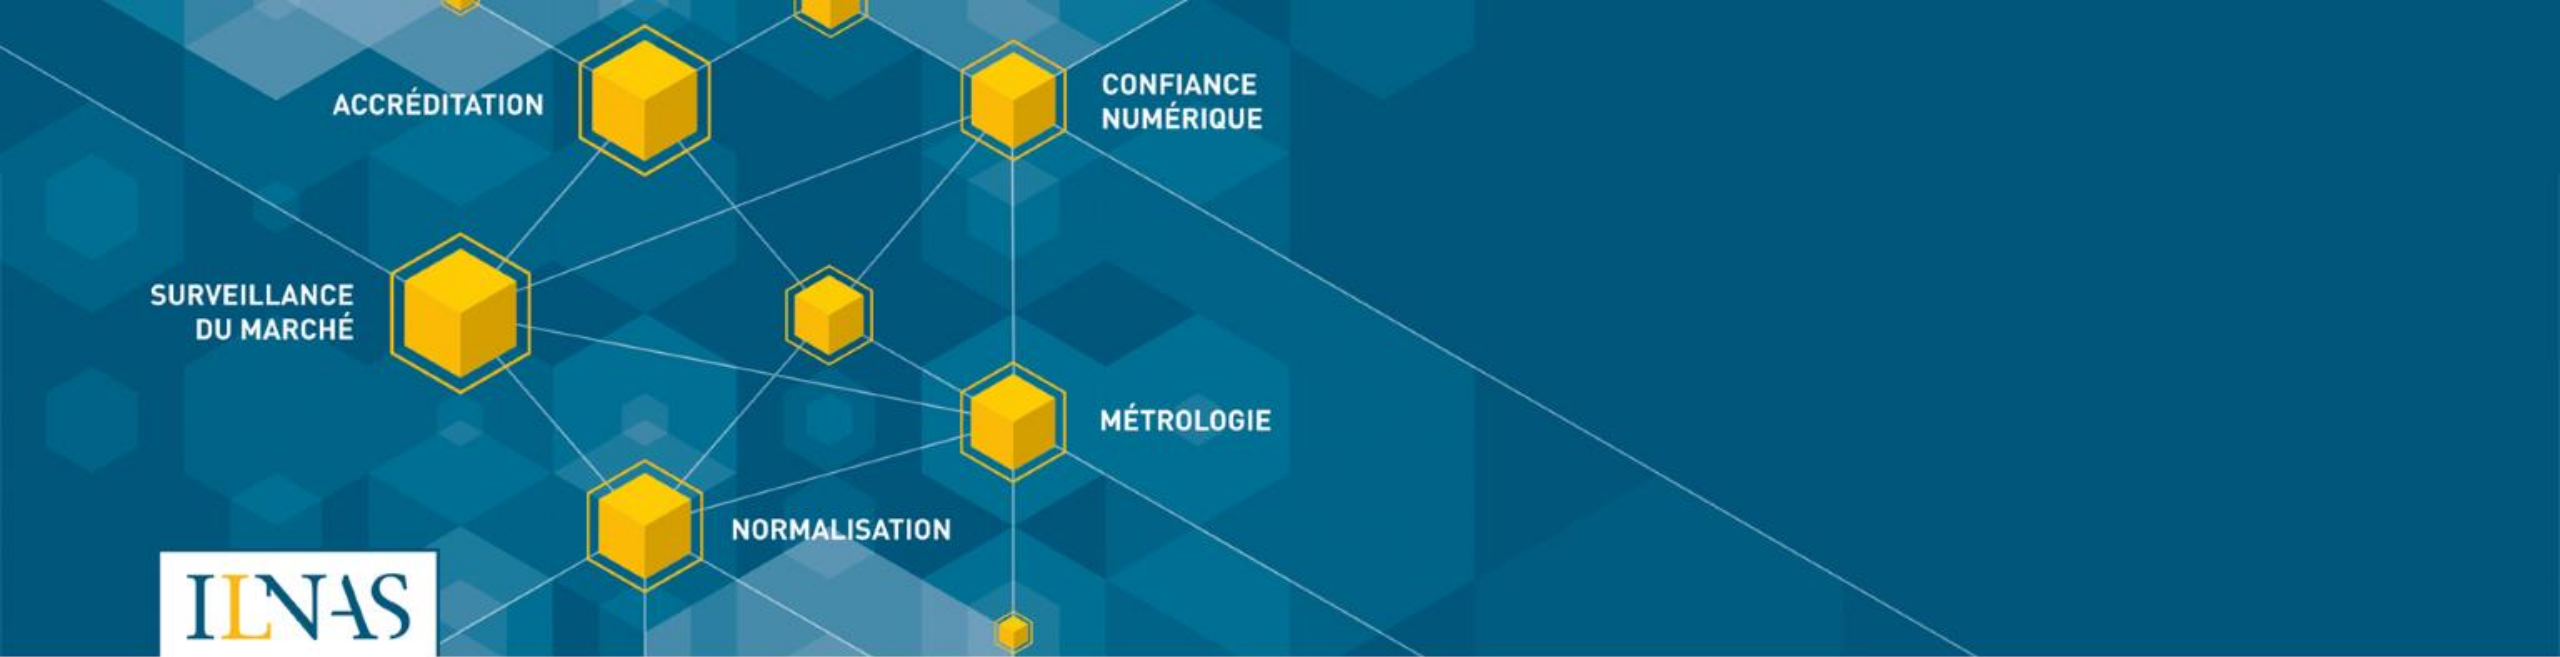 ACCRÉDITATION
CONFIANCE
NUMÉRIQUE
SURVEILLANCE
DU MARCHÉ
MÉTROLOGIE
NORMALISATION
ILNAS